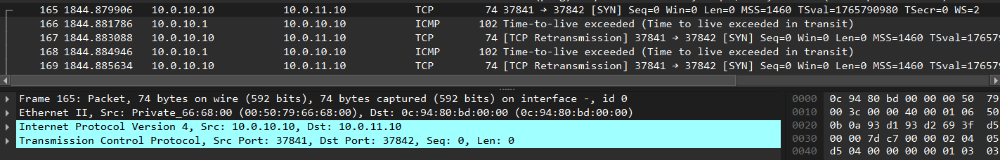 165 1844.879906 10.0.10.10 10.0.11.10 TCP 74 37841 → 37842 [SYN] Seq=0 Win=0 Len=0 MSS=1460 TSval=1765790980 TSecr=0 WS=2
166 1844.881786 10.0.10.1 10.0.10.10 ICMP 102 Time-to-live exceeded (Time to live exceeded in transit)
167 1844.883088 10.0.10.10 10.0.11.10 TCP 74 [TCP Retransmission] 37841 → 37842 [SYN] Seq=0 Win=0 Len=0 MSS=1460 TSval=17657
168 1844.884946 10.0.10.1 10.0.10.10 ICMP 102 Time-to-live exceeded (Time to live exceeded in transit)
169 1844.885634 10.0.10.10 10.0.11.10 TCP 74 [TCP Retransmission] 37841 → 37842 [SYN] Seq=0 Win=0 Len=0 MSS=1460 TSval=17657
Frame 165: Packet, 74 bytes on wire (592 bits), 74 bytes captured (592 bits) on interface -, id 0
Ethernet II, Src: Private_66:68:00 (00:50:79:66:68:00), Dst: 0c:94:80:bd:00:00 (0c:94:80:bd:00:00)
Internet Protocol Version 4, Src: 10.0.10.10, Dst: 10.0.11.10
Transmission Control Protocol, Src Port: 37841, Dst Port: 37842, Seq: 0, Len: 0
0000 0c 94 80 bd 00 00 00 50 79
0010 00 3c 00 00 40 00 01 06 50
0020 0b 0a 93 d1 93 d2 69 3f d5
0030 00 00 7d c7 00 00 02 04 05
0040 d5 04 00 00 00 00 01 03 03